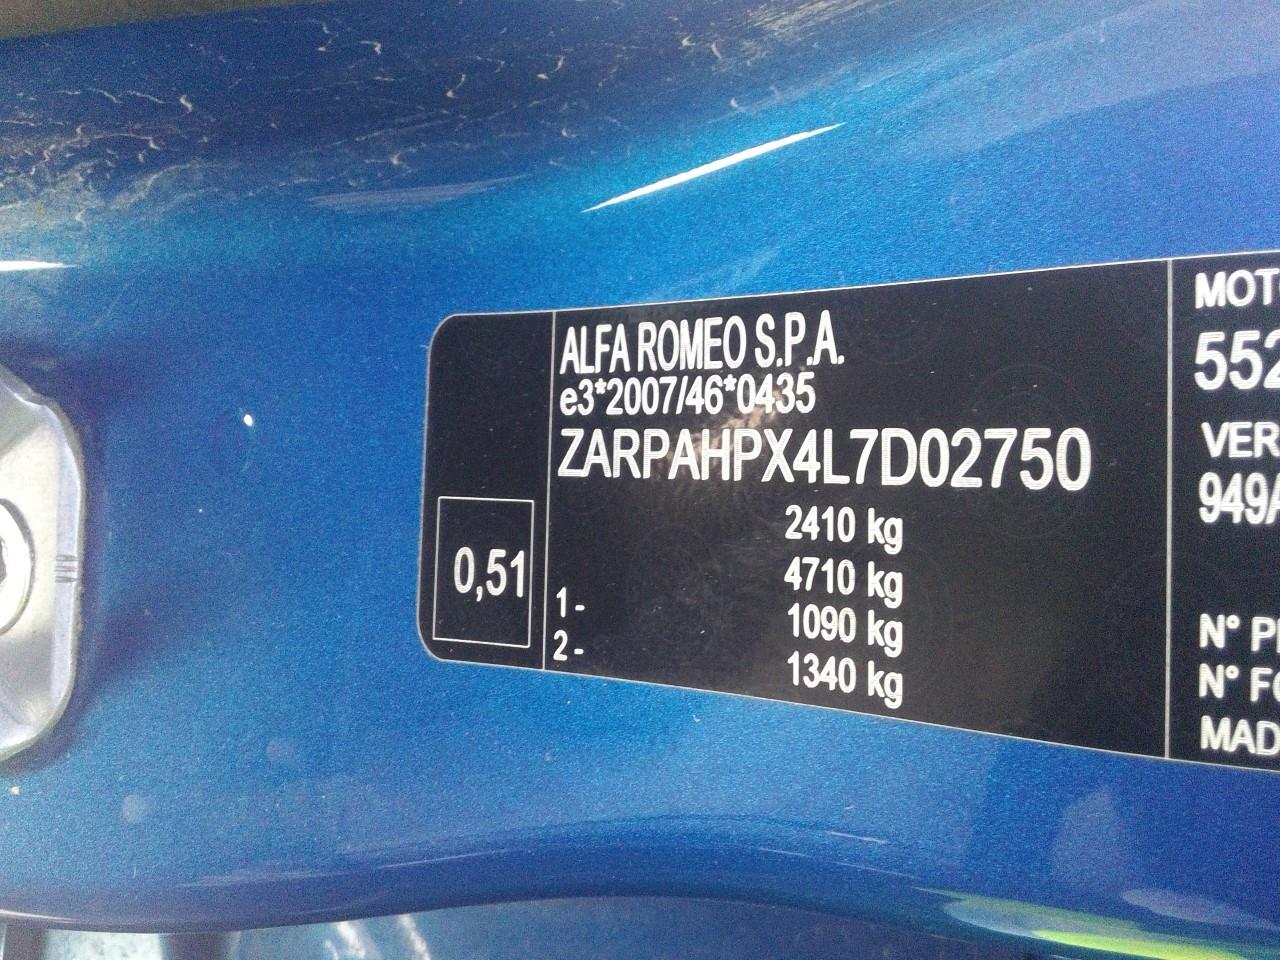 ALFA ROMEO S.P.A.
e3*2007/46*0435
ZARPAHPX4L7D02750
2410 kg
4710 kg
1- 1090 kg
2- 1340 kg
0,51
MOT
552
VER
949A
N° P
N° FO
MAD